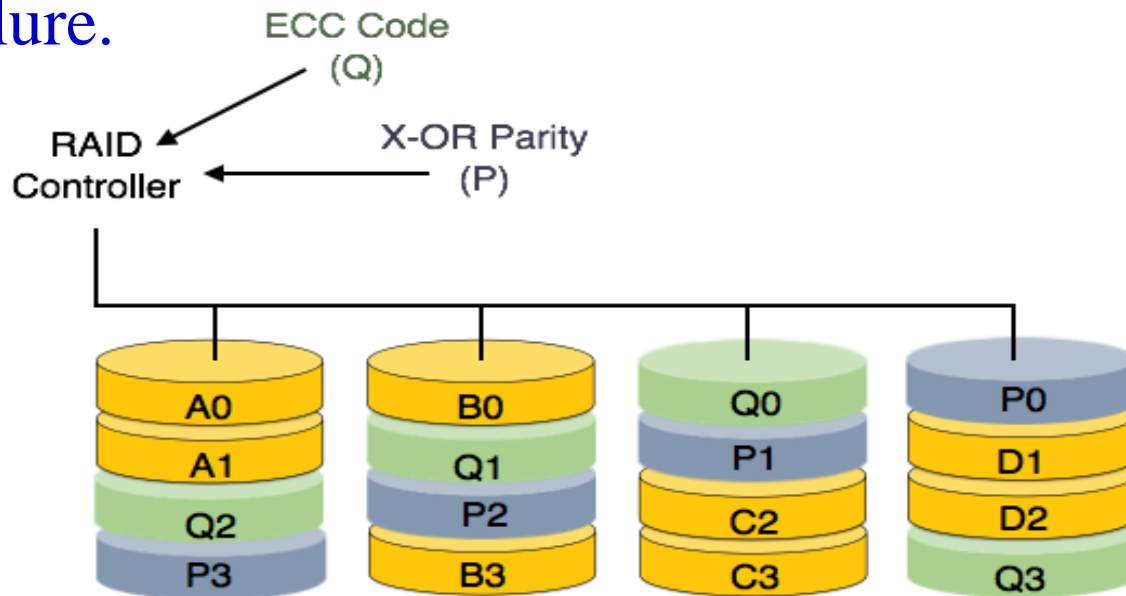 lure.
ECC Code
(Q)
RAID
Controller
X-OR Parity
(P)
A0 B0 Q0 P0
A1 Q1 P1 D1
Q2 P2 C2 D2
P3 B3 C3 Q3